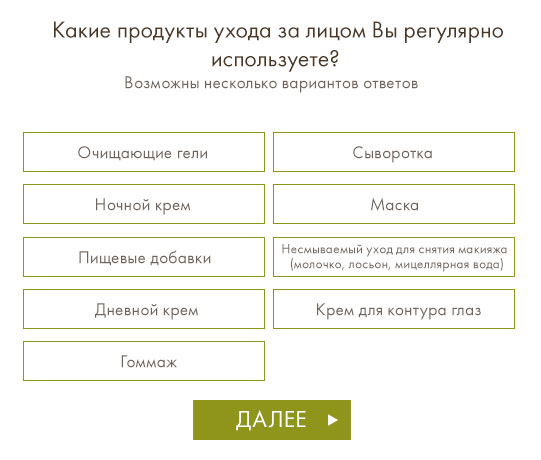 Какие продукты ухода за лицом Вы регулярно
используете?
Возможны несколько вариантов ответов
Очищающие гели
Сыворотка
Ночной крем
Маска
Пищевые добавки
Несмываемый уход для снятия макияжа
(молочко, лосьон, мицеллярная вода)
Дневной крем
Крем для контура глаз
Гоммаж
ДАЛЕЕ